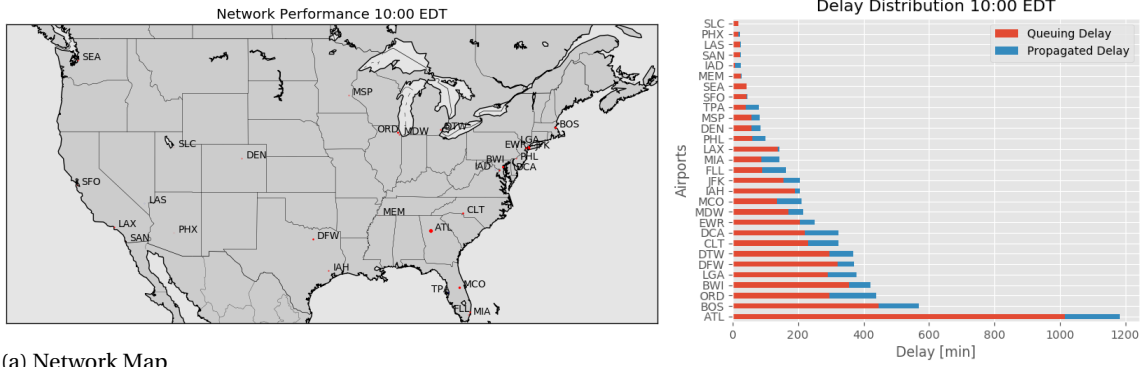 Network Performance 10:00 EDT
SEA
MSP
BOS
ORD
MDW
DTW
LGA
EWR
JFK
SLC
DEN
BWI
PHL
IAD
DCA
SFO
LAS
MEM
CLT
LAX
PHX
ATL
SAN
DFW
IAH
TPA
MCO
FLL
MIA
(a) Network Map
Delay Distribution 10:00 EDT
Queuing Delay
Propagated Delay
Airports
SLC
PHX
LAS
SAN
IAD
MEM
SEA
SFO
TPA
MSP
DEN
PHL
LAX
MIA
FLL
JFK
IAH
MCO
MDW
EWR
DCA
CLT
DTW
DFW
LGA
BWI
ORD
BOS
ATL
0 200 400 600 800 1000 1200
Delay [min]